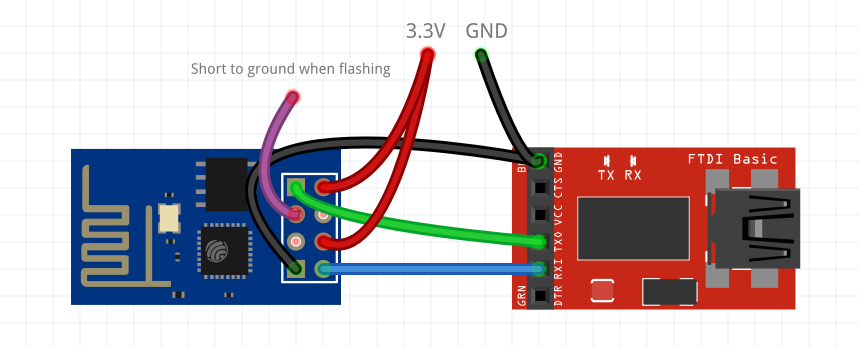 3.3V GND
Short to ground when flashing
FTDI Basic
TX RX
GND
CTS
VCC
TXO
RXI
DTR
B
GRN